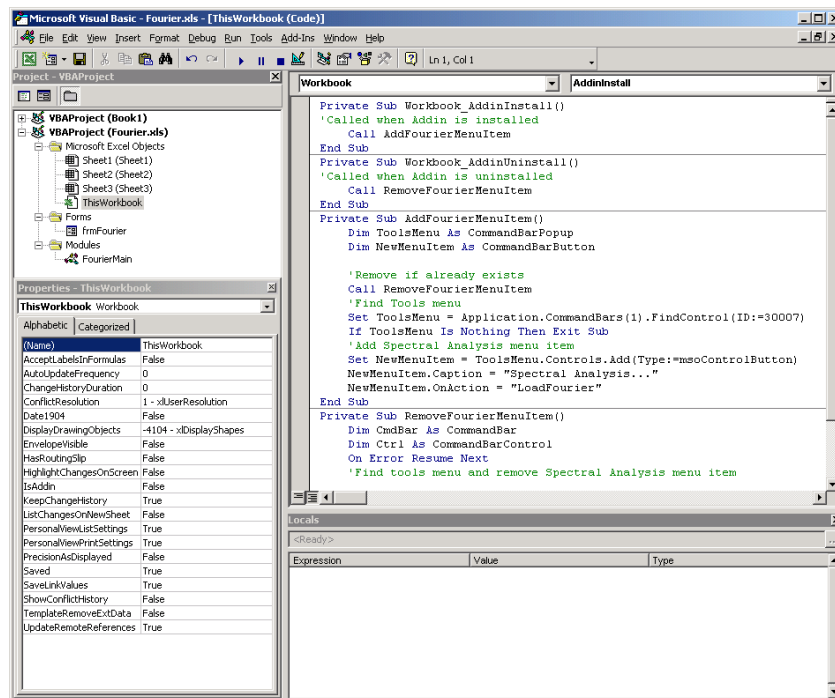 Microsoft Visual Basic - Fourier.xls - [ThisWorkbook (Code)]
File Edit View Insert Format Debug Run Tools Add-Ins Window Help
Ln 1, Col 1
Project - VBAProject
VBAProject (Book1)
VBAProject (Fourier.xls)
Microsoft Excel Objects
Sheet1 (Sheet1)
Sheet2 (Sheet2)
Sheet3 (Sheet3)
ThisWorkbook
Forms
frmFourier
Modules
FourierMain
Properties - ThisWorkbook
ThisWorkbook Workbook
Alphabetic Categorized
(Name) ThisWorkbook
AcceptLabelsInFormulas False
AutoUpdateFrequency 0
ChangeHistoryDuration 0
ConflictResolution 1 - xlUserResolution
Date1904 False
DisplayDrawingObjects -4104 - xlDisplayShapes
EnvelopeVisible False
HasRoutingSlip False
HighlightChangesOnScreen False
IsAddin False
KeepChangeHistory True
ListChangesOnNewSheet False
PersonalViewListSettings True
PersonalViewPrintSettings True
PrecisionAsDisplayed False
Saved True
SaveLinkValues True
ShowConflictHistory False
TemplateRemoveExtData False
UpdateRemoteReferences True
Workbook AddinInstall
Private Sub Workbook_AddinInstall()
'Called when Addin is installed
Call AddFourierMenuItem
End Sub
Private Sub Workbook_AddinUninstall()
'Called when Addin is uninstalled
Call RemoveFourierMenuItem
End Sub
Private Sub AddFourierMenuItem()
Dim ToolsMenu As CommandBarPopup
Dim NewMenuItem As CommandBarButton
'Remove if already exists
Call RemoveFourierMenuItem
'Find Tools menu
Set ToolsMenu = Application.CommandBars(1).FindControl(ID:=30007)
If ToolsMenu Is Nothing Then Exit Sub
'Add Spectral Analysis menu item
Set NewMenuItem = ToolsMenu.Controls.Add(Type:=msoControlButton)
NewMenuItem.Caption = "Spectral Analysis..."
NewMenuItem.OnAction = "LoadFourier"
End Sub
Private Sub RemoveFourierMenuItem()
Dim CmdBar As CommandBar
Dim Ctrl As CommandBarControl
On Error Resume Next
'Find tools menu and remove Spectral Analysis menu item
Locals
<Ready>
Expression Value Type